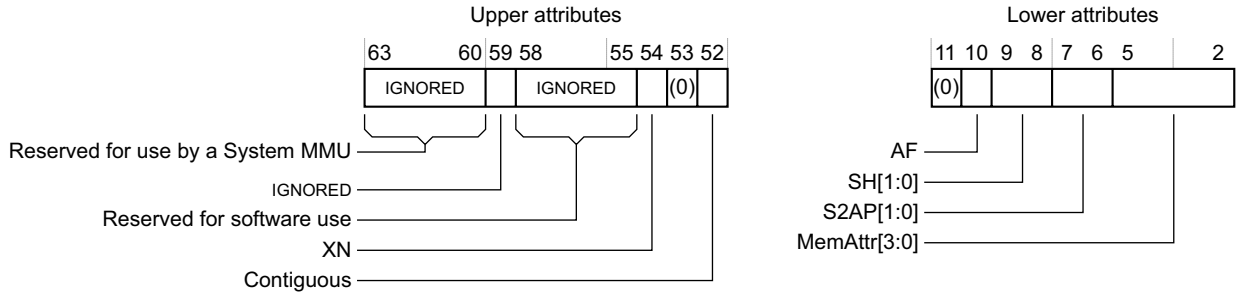 Upper attributes
Lower attributes
63 60 59 58 55 54 53 52
11 10 9 8 7 6 5 2
IGNORED IGNORED (0)
(0)
Reserved for use by a System MMU
IGNORED
Reserved for software use
XN
Contiguous
AF
SH[1:0]
S2AP[1:0]
MemAttr[3:0]